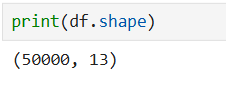 print(df.shape)
(50000, 13)